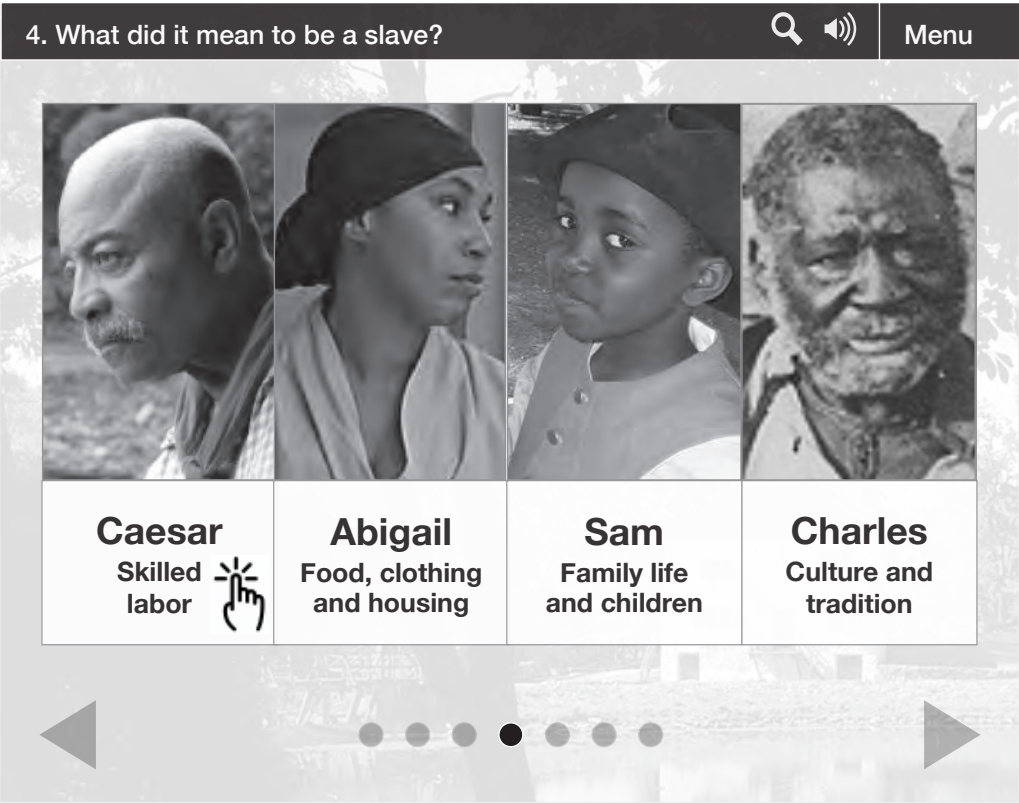 4. What did it mean to be a slave?
Menu
Caesar
Skilled
labor
Abigail
Food, clothing
and housing
Sam
Family life
and children
Charles
Culture and
tradition